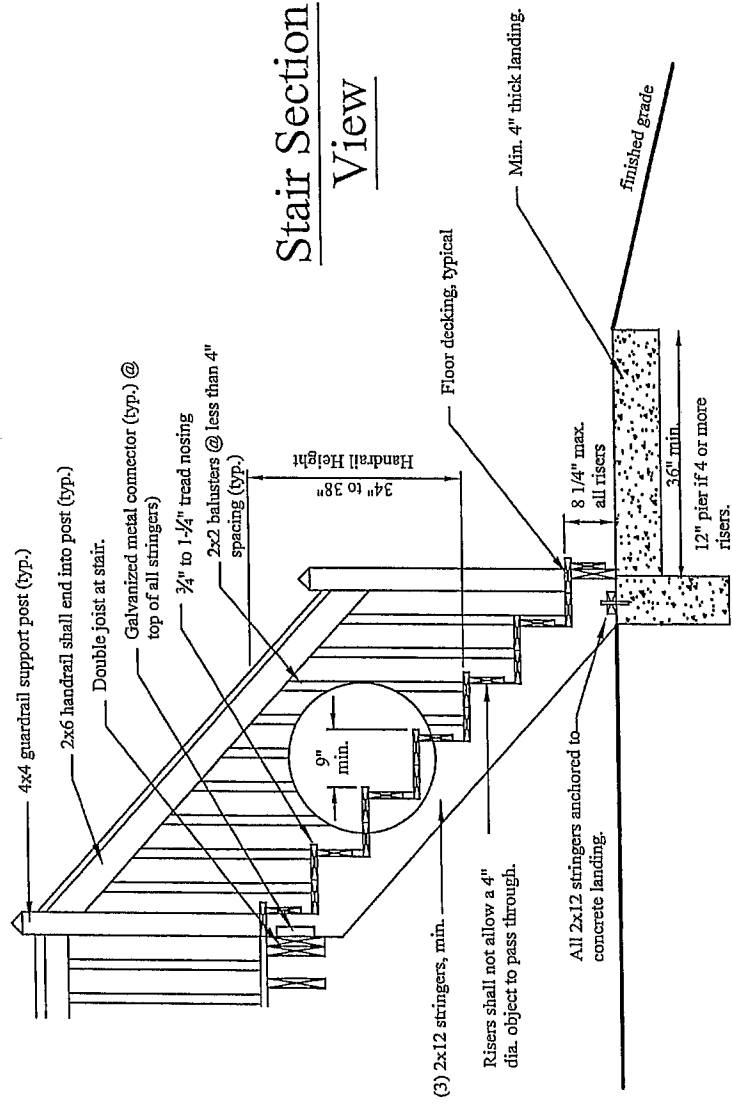 Stair Section
View
4x4 guardrail support post (typ.)
2x6 handrail shall end into post (typ.)
Double joist at stair.
Galvanized metal connector (typ.) @
top of all stringers)
3/4" to 1-1/4" tread nosing
2x2 balusters @ less than 4"
spacing (typ.)
34" to 38"
Handrail Height
Floor decking, typical
Min. 4" thick landing.
finished grade
9"
min.
8 1/4" max.
all risers
36" min.
12" pier if 4 or more
risers.
(3) 2x12 stringers, min.
Risers shall not allow a 4"
dia. object to pass through.
All 2x12 stringers anchored to
concrete landing.